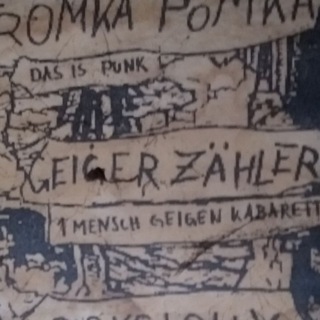 ROMKA POMKA
DAS IS PUNK
GEIGER ZÄHLER
1 MENSCH GEIGEN KABARETT